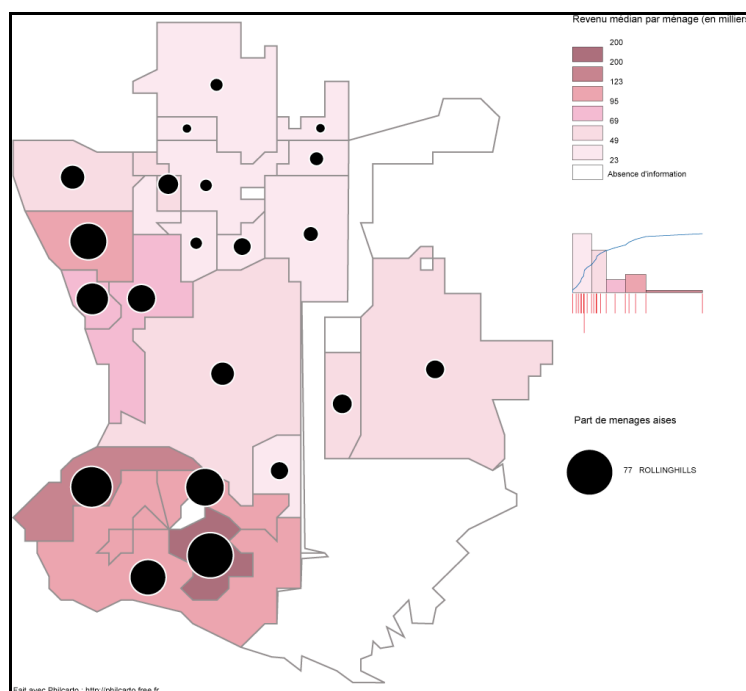 Revenu médian par ménage (en milliers
200
200
123
95
69
49
23
Absence d'information
Part de menages aises
77 ROLLINGHILLS
Fait avec Philcarto : http://philcarto.free.fr